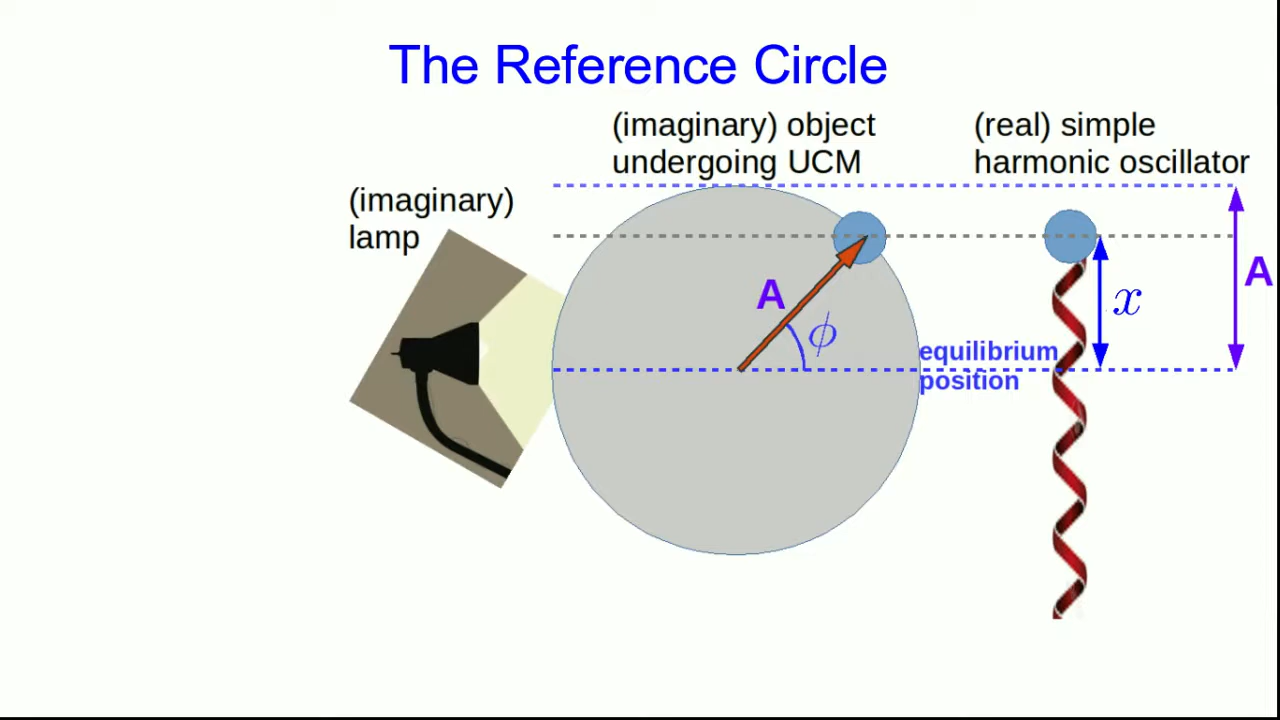 The Reference Circle
(imaginary) object
undergoing UCM
(real) simple
harmonic oscillator
(imaginary)
lamp
A
ϕ
equilibrium
position
x
A